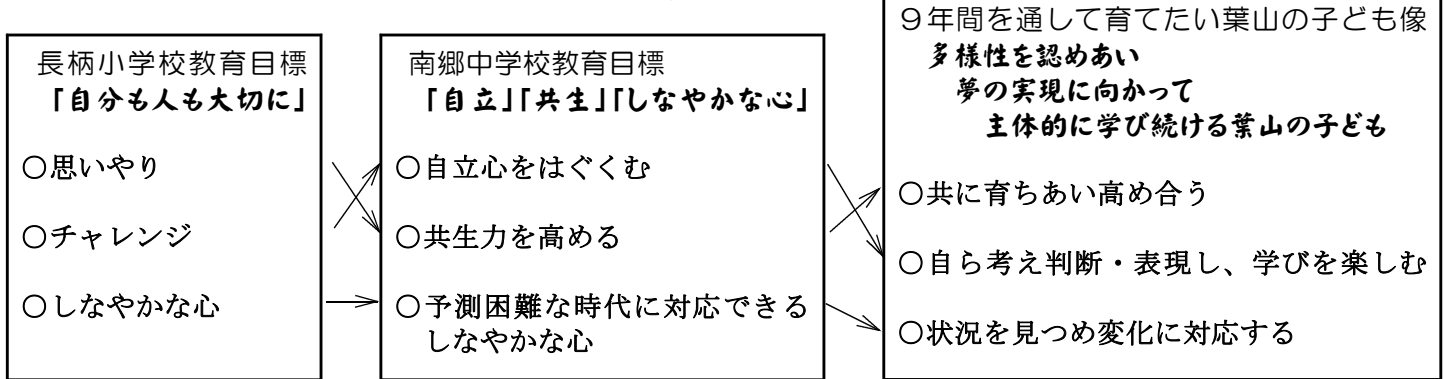 長柄小学校教育目標
「自分も人も大切に」
○思いやり
○チャレンジ
○しなやかな心
南郷中学校教育目標
「自立」「共生」「しなやかな心」
○自立心をはぐくむ
○共生力を高める
○予測困難な時代に対応できる
しなやかな心
９年間を通して育てたい葉山の子ども像
多様性を認めあい
夢の実現に向かって
主体的に学び続ける葉山の子ども
○共に育ちあい高め合う
○自ら考え判断・表現し、学びを楽しむ
○状況を見つめ変化に対応する